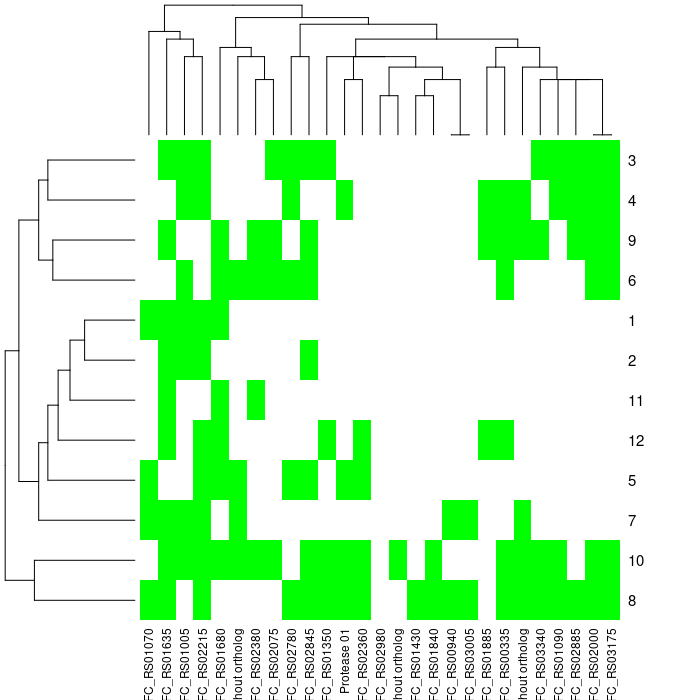 3
4
9
6
1
2
11
12
5
7
10
8
FC_RS01070
FC_RS01635
FC_RS01005
FC_RS02215
FC_RS01680
hout ortholog
FC_RS02380
FC_RS02075
FC_RS02780
FC_RS02845
FC_RS01350
Protease 01
FC_RS02360
FC_RS02980
hout ortholog
FC_RS01430
FC_RS01840
FC_RS00940
FC_RS03005
FC_RS01885
FC_RS00335
hout ortholog
FC_RS03340
FC_RS01090
FC_RS02885
FC_RS02000
FC_RS03175